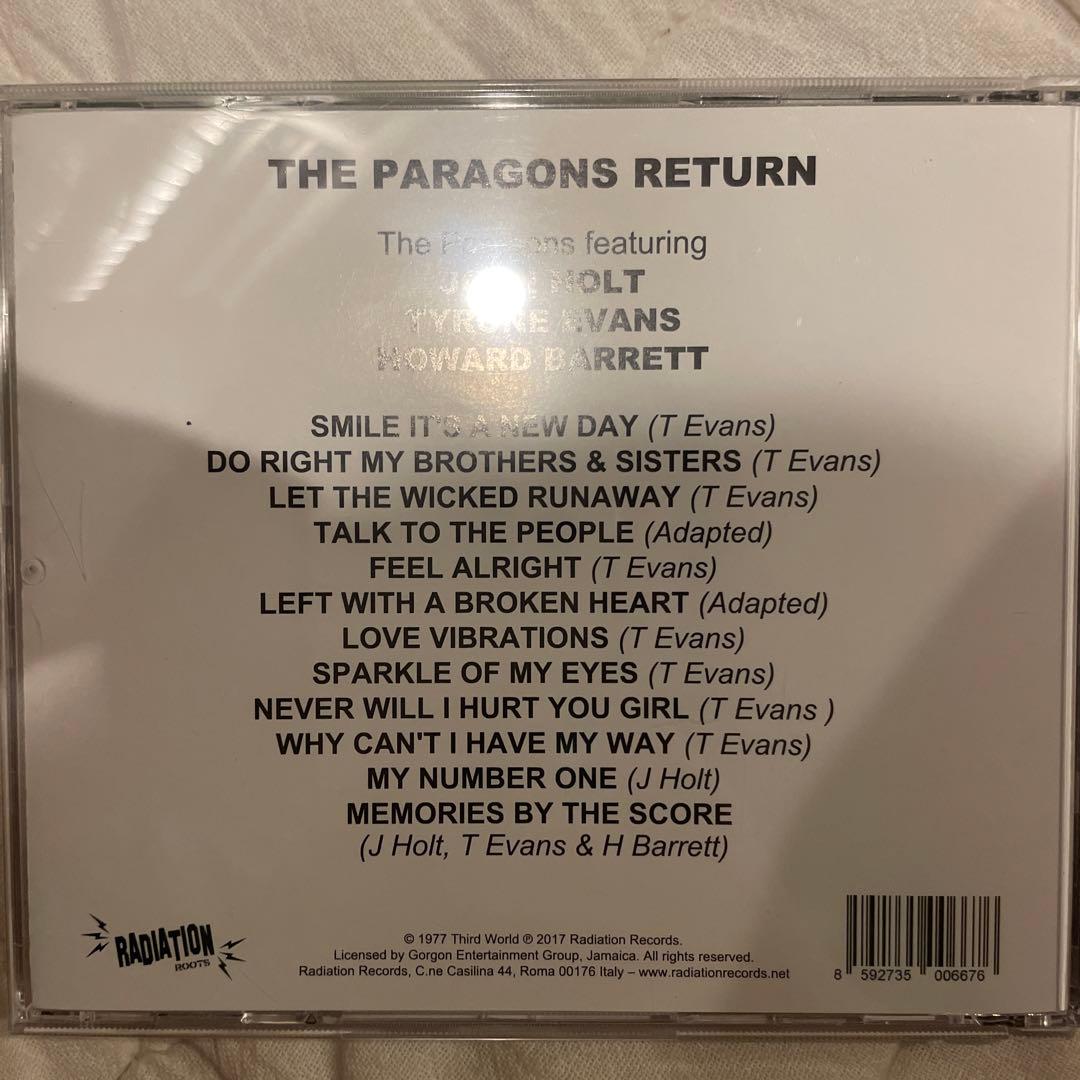 THE PARAGONS RETURN
The Paragons featuring
JOHN HOLT
TYRONE EVANS
HOWARD BARRETT
SMILE IT'S A NEW DAY (T Evans)
DO RIGHT MY BROTHERS & SISTERS (T Evans)
LET THE WICKED RUNAWAY (T Evans)
TALK TO THE PEOPLE (Adapted)
FEEL ALRIGHT (T Evans)
LEFT WITH A BROKEN HEART (Adapted)
LOVE VIBRATIONS (T Evans)
SPARKLE OF MY EYES (T Evans)
NEVER WILL I HURT YOU GIRL (T Evans )
WHY CAN'T I HAVE MY WAY (T Evans)
MY NUMBER ONE (J Holt)
MEMORIES BY THE SCORE
(J Holt, T Evans & H Barrett)
RADIATION
ROOTS
© 1977 Third World ℗ 2017 Radiation Records.
Licensed by Gorgon Entertainment Group, Jamaica. All rights reserved.
Radiation Records, C.ne Casilina 44, Roma 00176 Italy – www.radiationrecords.net
8 592735 006676